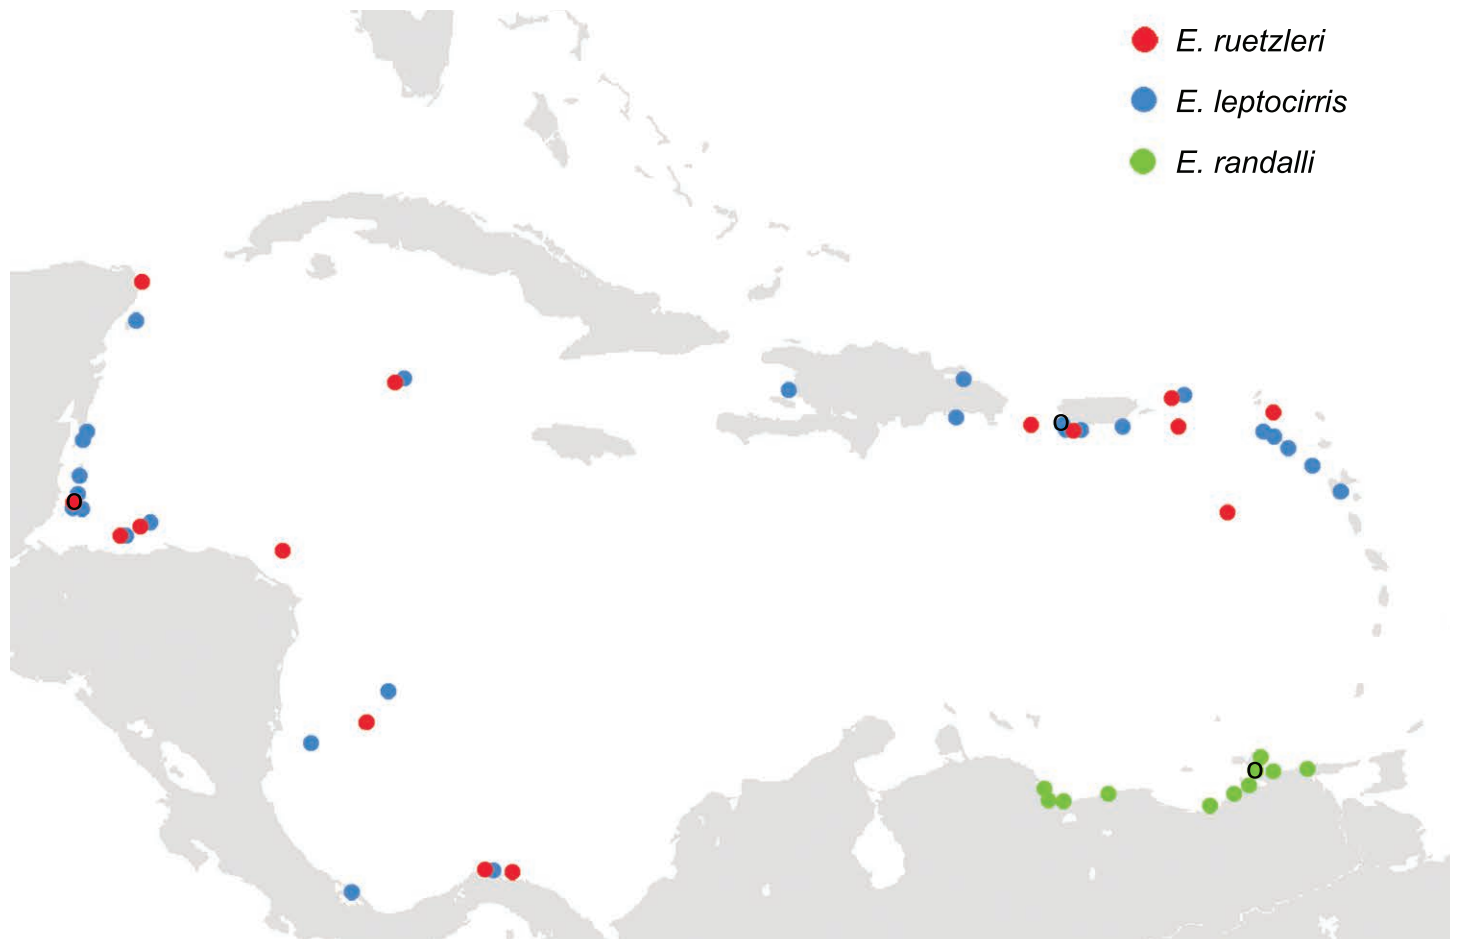 E. ruetzleri
E. leptocirris
E. randalli
O
O
O